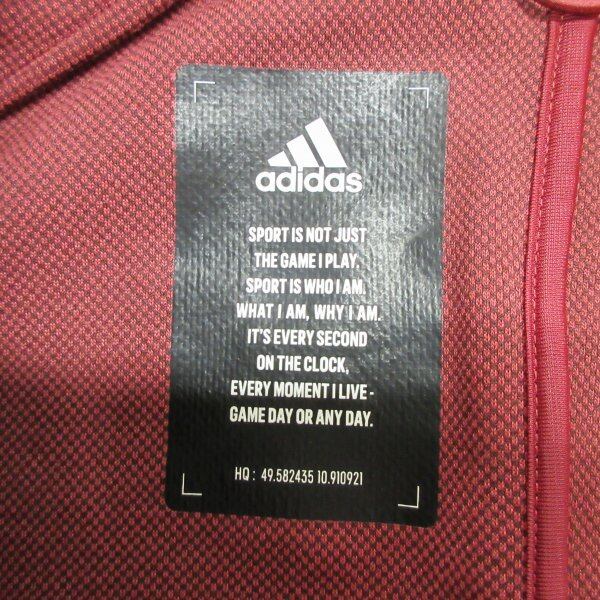 adidas
SPORT IS NOT JUST
THE GAME I PLAY.
SPORT IS WHO I AM.
WHAT I AM, WHY I AM.
IT'S EVERY SECOND
ON THE CLOCK,
EVERY MOMENT I LIVE -
GAME DAY OR ANY DAY.
HQ : 49.582435 10.910921